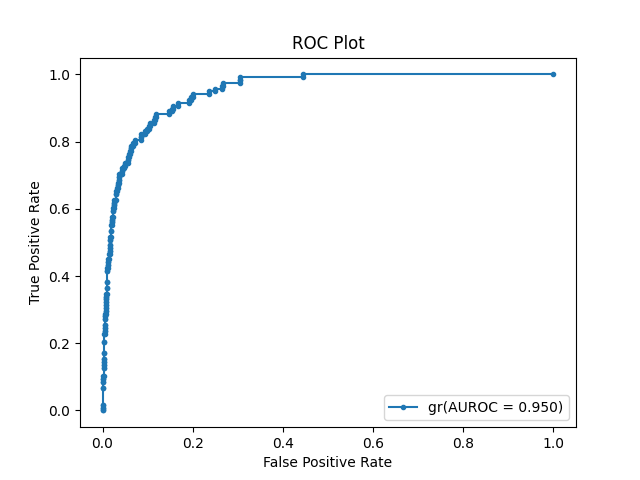 ROC Plot
True Positive Rate
1.0
0.8
0.6
0.4
0.2
0.0
gr(AUROC = 0.950)
0.0 0.2 0.4 0.6 0.8 1.0
False Positive Rate